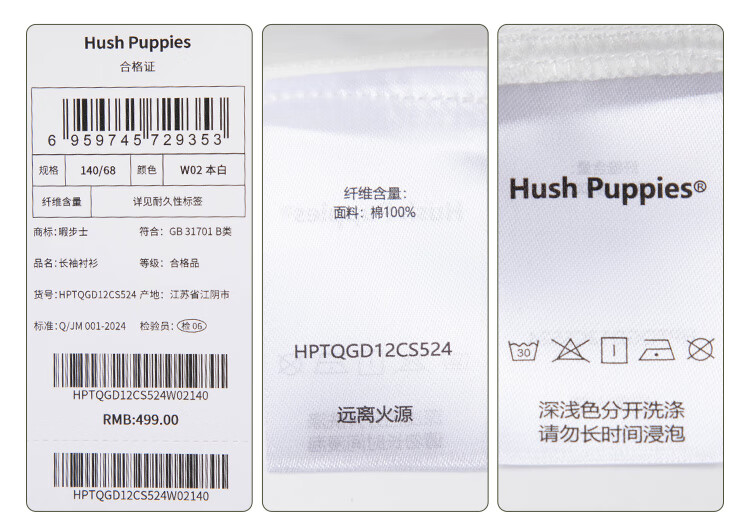 Hush Puppies
合格证
6 959745 729353
规格 140/68 颜色 W02 本白
纤维含量 详见耐久性标签
商标:暇步士 符合: GB 31701 B类
品名:长袖衬衫 等级: 合格品
货号:HPTQGD12CS524 产地: 江苏省江阴市
标准:Q/JM 001-2024 检验员:检 06
HPTQGD12CS524W02140
RMB:499.00
HPTQGD12CS524W02140
纤维含量:
面料: 棉100%
HPTQGD12CS524
远离火源
Hush Puppies®
30
深浅色分开洗涤
请勿长时间浸泡